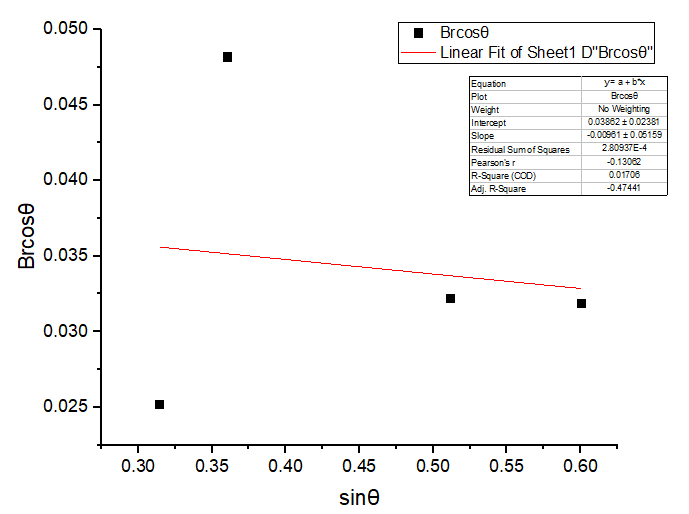 Brcosθ
Linear Fit of Sheet1 D"Brcosθ"
Equation y = a + b*x
Plot Brcosθ
Weight No Weighting
Intercept 0.03862 ± 0.02381
Slope -0.00961 ± 0.05159
Residual Sum of Squares 2.80937E-4
Pearson's r -0.13062
R-Square (COD) 0.01706
Adj. R-Square -0.47441
0.050
0.045
0.040
0.035
0.030
0.025
Brcosθ
0.30 0.35 0.40 0.45 0.50 0.55 0.60
sinθ